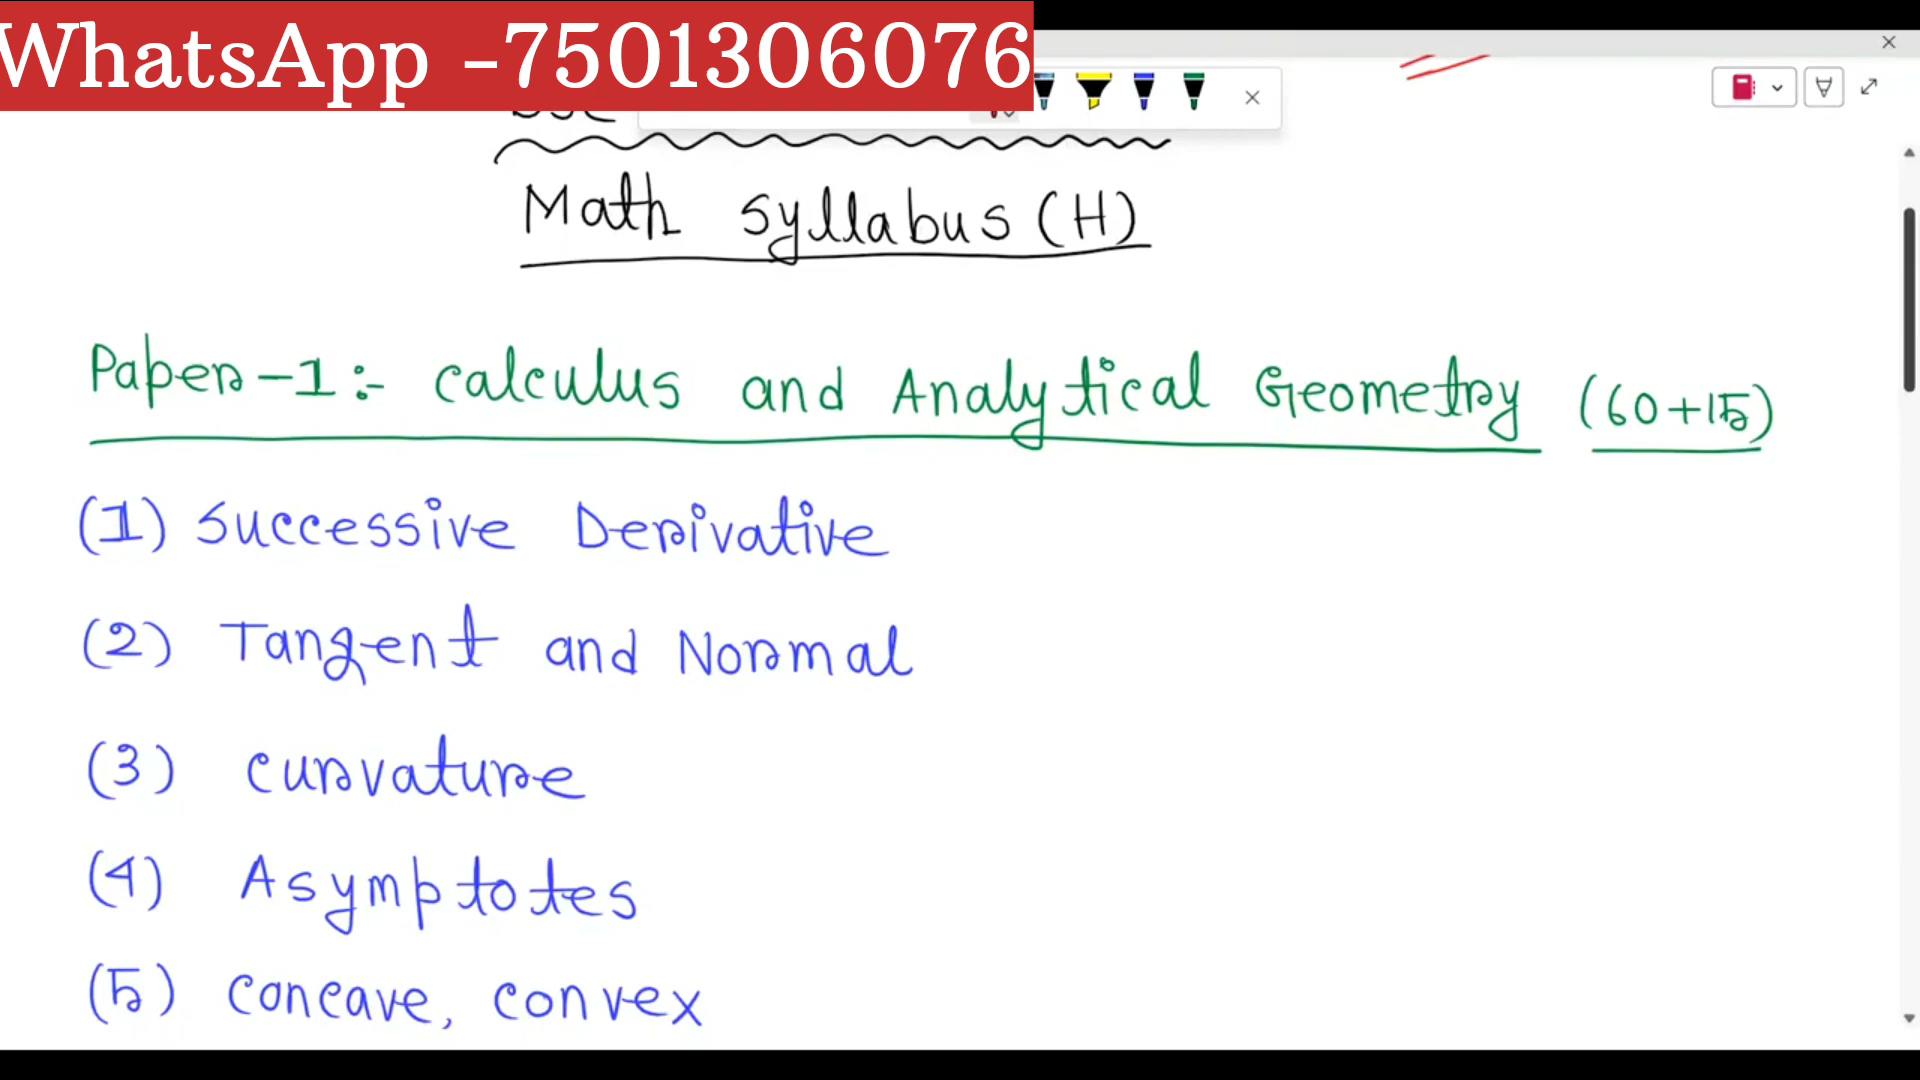 WhatsApp -7501306076
Math Syllabus (H)
Paper-1:- Calculus and Analytical Geometry (60+15)
(1) Successive Derivative
(2) Tangent and Normal
(3) Curvature
(4) Asymptotes
(5) Concave, Convex